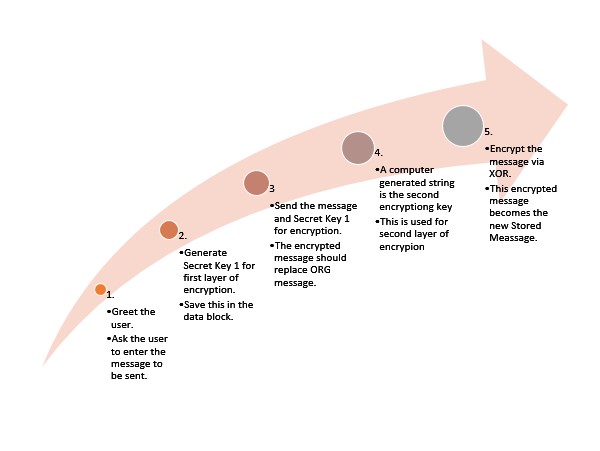 1.
•Greet the
user.
•Ask the user
to enter the
message to
be sent.
2.
•Generate
Secret Key 1 for
first layer of
encryption.
•Save this in the
data block.
3
•Send the message
and Secret Key 1
for encryption.
•The encrypted
message should
replace ORG
message.
4.
•A computer
generated string
is the second
encryptiong key
•This is used for
second layer of
encrypion
5.
•Encrypt the
message via
XOR.
•This encrypted
message
becomes the
new Stored
Meassage.